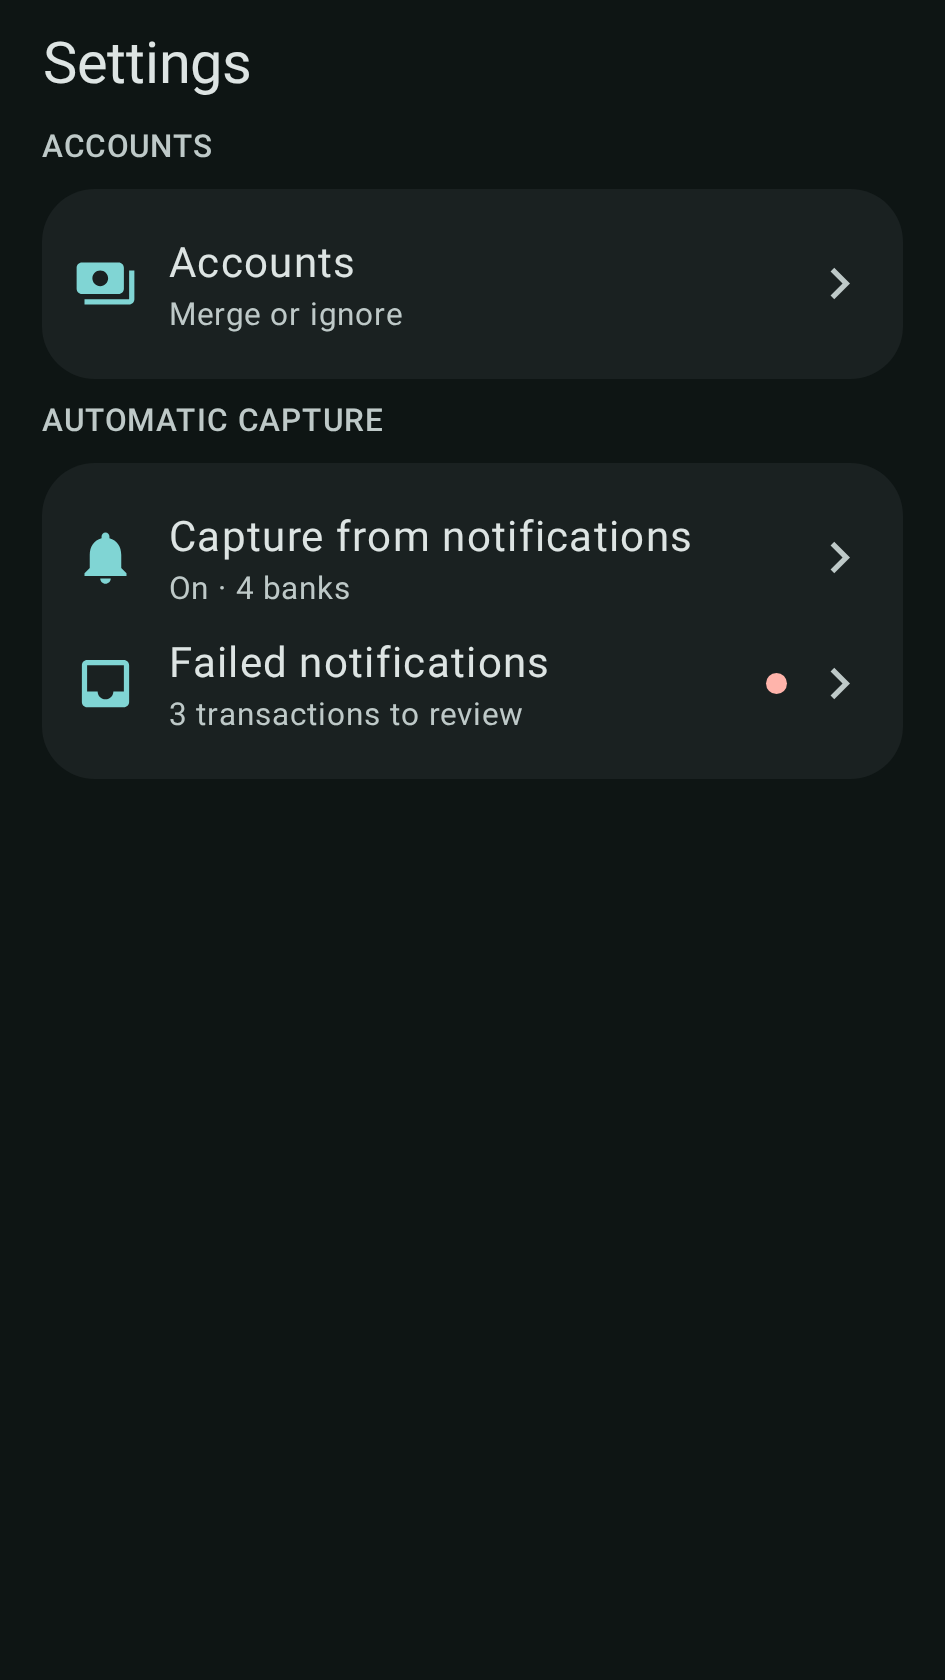 Settings
ACCOUNTS
Accounts
Merge or ignore
AUTOMATIC CAPTURE
Capture from notifications
On · 4 banks
Failed notifications
3 transactions to review